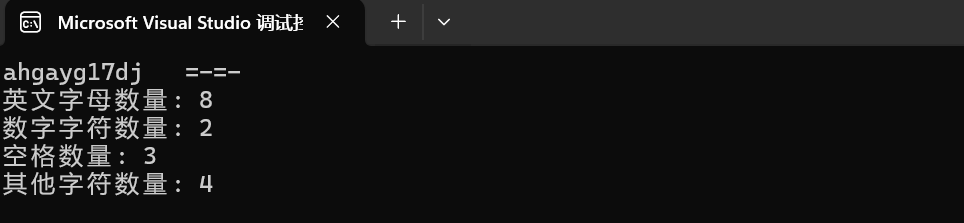 Microsoft Visual Studio 调试控
ahgayg17dj   =-=-
英文字母数量: 8
数字字符数量: 2
空格数量: 3
其他字符数量: 4